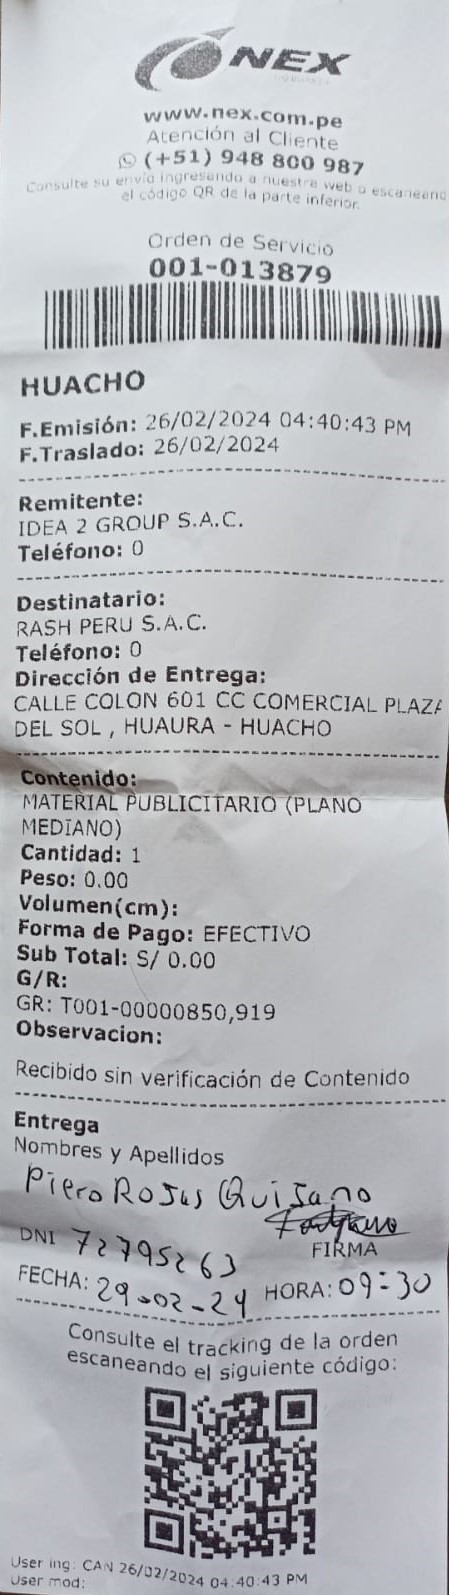 NEX
www.nex.com.pe
Atención al Cliente
(+51) 948 800 987
Consulte su envío ingresando a nuestra web o escaneand
el código QR de la parte inferior.
Orden de Servicio
001-013879
HUACHO
F.Emisión: 26/02/2024 04:40:43 PM
F.Traslado: 26/02/2024
Remitente:
IDEA 2 GROUP S.A.C.
Teléfono: 0
Destinatario:
RASH PERU S.A.C.
Teléfono: 0
Dirección de Entrega:
CALLE COLON 601 CC COMERCIAL PLAZA
DEL SOL , HUAURA - HUACHO
Contenido:
MATERIAL PUBLICITARIO (PLANO
MEDIANO)
Cantidad: 1
Peso: 0.00
Volumen(cm):
Forma de Pago: EFECTIVO
Sub Total: S/ 0.00
G/R:
GR: T001-00000850,919
Observacion:
Recibido sin verificación de Contenido
Entrega
Nombres y Apellidos
Piero Rojas Quijano
DNI 72795263
FIRMA
FECHA: 29-02-24 HORA: 09:30
Consulte el tracking de la orden
escaneando el siguiente código:
User ing: CAN 26/02/2024 04:40:43 PM
User mod: